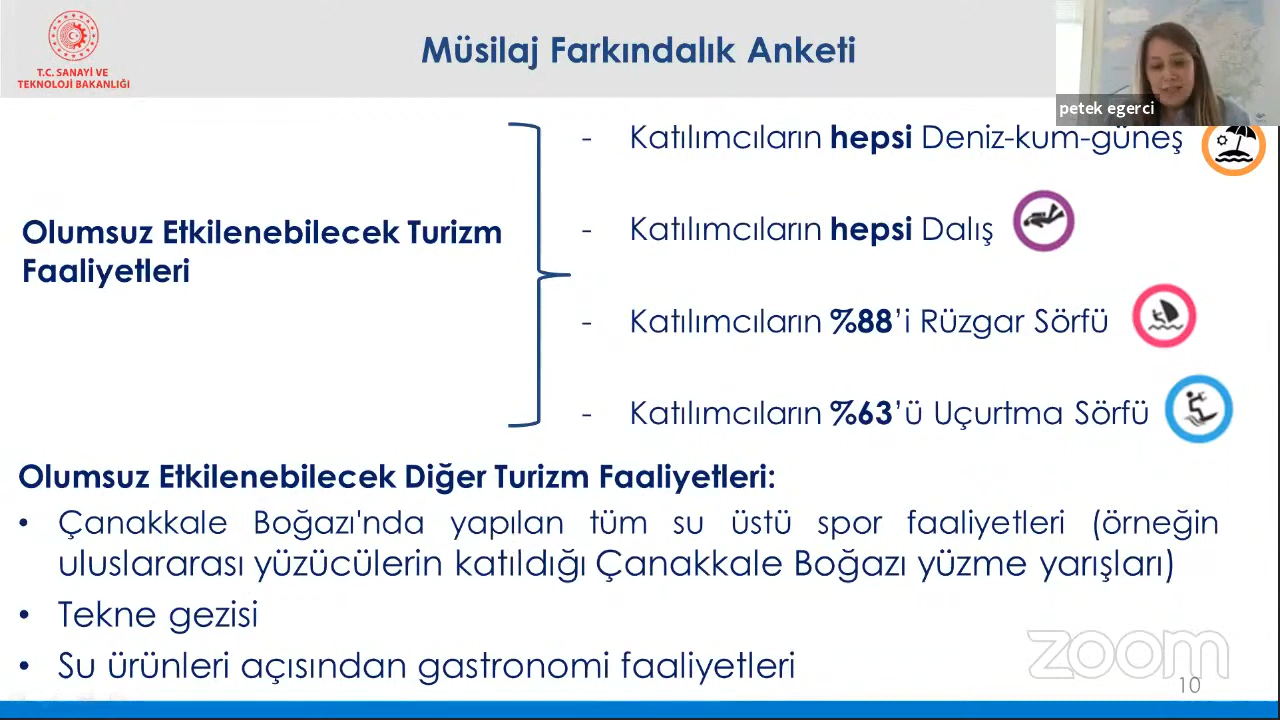 T.C. SANAYİ VE
TEKNOLOJİ BAKANLIĞI
Müsilaj Farkındalık Anketi
petek egerci
Olumsuz Etkilenebilecek Turizm
Faaliyetleri
- Katılımcıların hepsi Deniz-kum-güneş
- Katılımcıların hepsi Dalış
- Katılımcıların %88’i Rüzgar Sörfü
- Katılımcıların %63’ü Uçurtma Sörfü
Olumsuz Etkilenebilecek Diğer Turizm Faaliyetleri:
• Çanakkale Boğazı'nda yapılan tüm su üstü spor faaliyetleri (örneğin
uluslararası yüzücülerin katıldığı Çanakkale Boğazı yüzme yarışları)
• Tekne gezisi
• Su ürünleri açısından gastronomi faaliyetleri
zoom
10